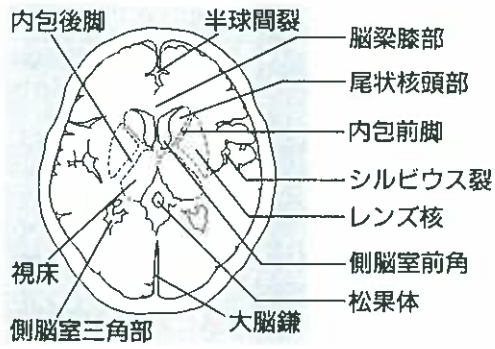 内包後脚
半球間裂
脳梁膝部
尾状核頭部
内包前脚
シルビウス裂
レンズ核
側脳室前角
視床
松果体
大脳鎌
側脳室三角部